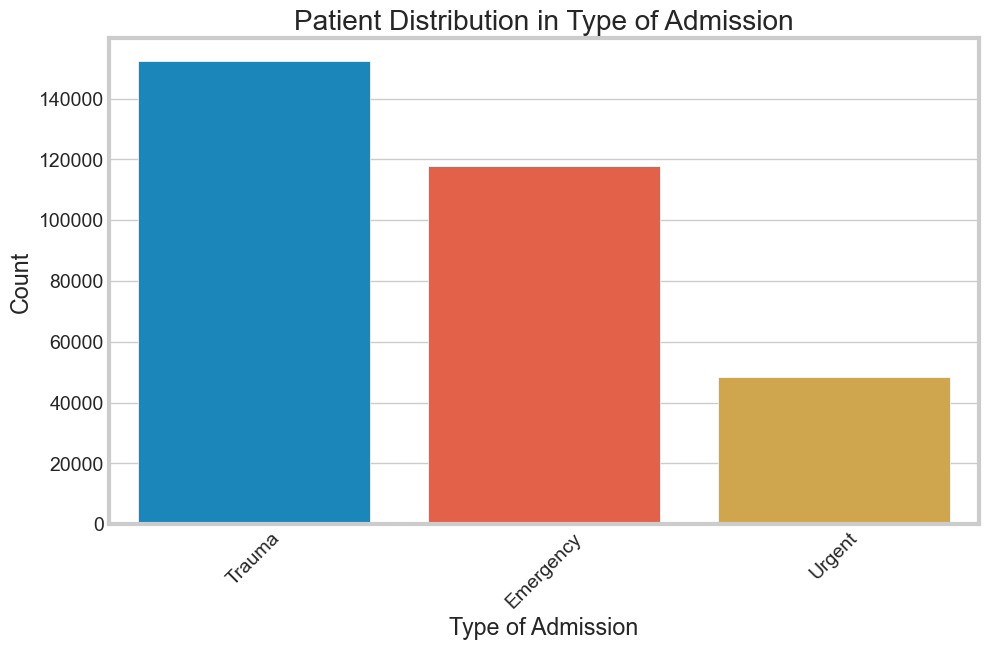 Patient Distribution in Type of Admission
140000
120000
100000
80000
60000
40000
20000
0
Count
Trauma
Emergency
Urgent
Type of Admission